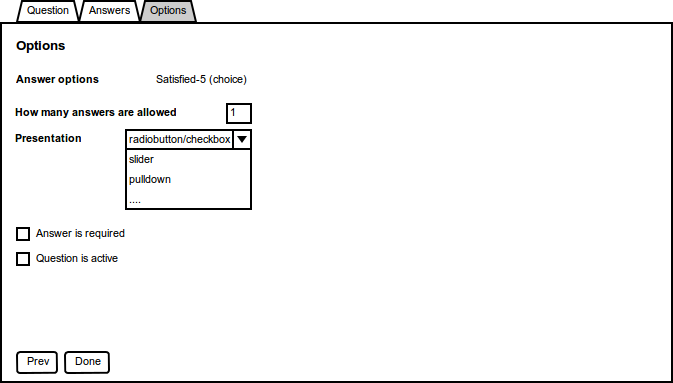 Question Answers Options
Options
Answer options Satisfied-5 (choice)
How many answers are allowed 1
Presentation radiobutton/checkbox
slider
pulldown
....
Answer is required
Question is active
Prev Done